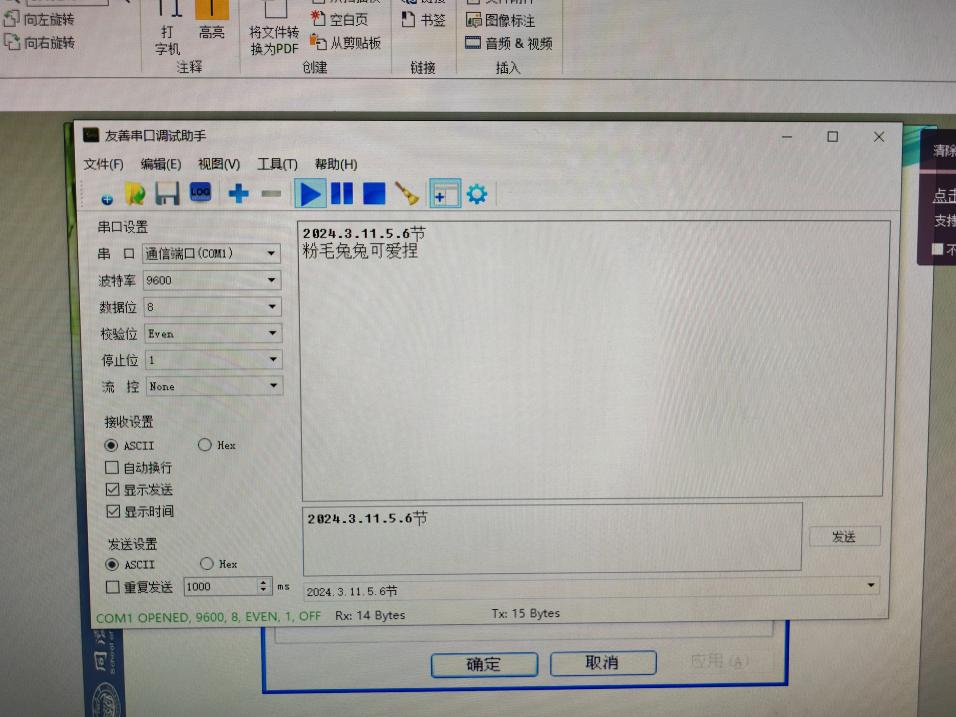 向左旋转
向右旋转
打
字机
高亮
注释
将文件转
换为PDF
空白页
从剪贴板
创建
书签
链接
图像标注
音频 & 视频
插入
友善串口调试助手
文件(F) 编辑(E) 视图(V) 工具(T) 帮助(H)
LOG
串口设置
串 口 通信端口(COM1)
波特率 9600
数据位 8
校验位 Even
停止位 1
流 控 None
接收设置
ASCII Hex
自动换行
显示发送
显示时间
发送设置
ASCII Hex
重复发送 1000 ms
2024.3.11.5.6节
粉毛兔兔可爱捏
2024.3.11.5.6节
发送
2024.3.11.5.6节
COM1 OPENED, 9600, 8, EVEN, 1, OFF Rx: 14 Bytes Tx: 15 Bytes
清除
点击
支持
不
确定 取消 应用(A)
School of